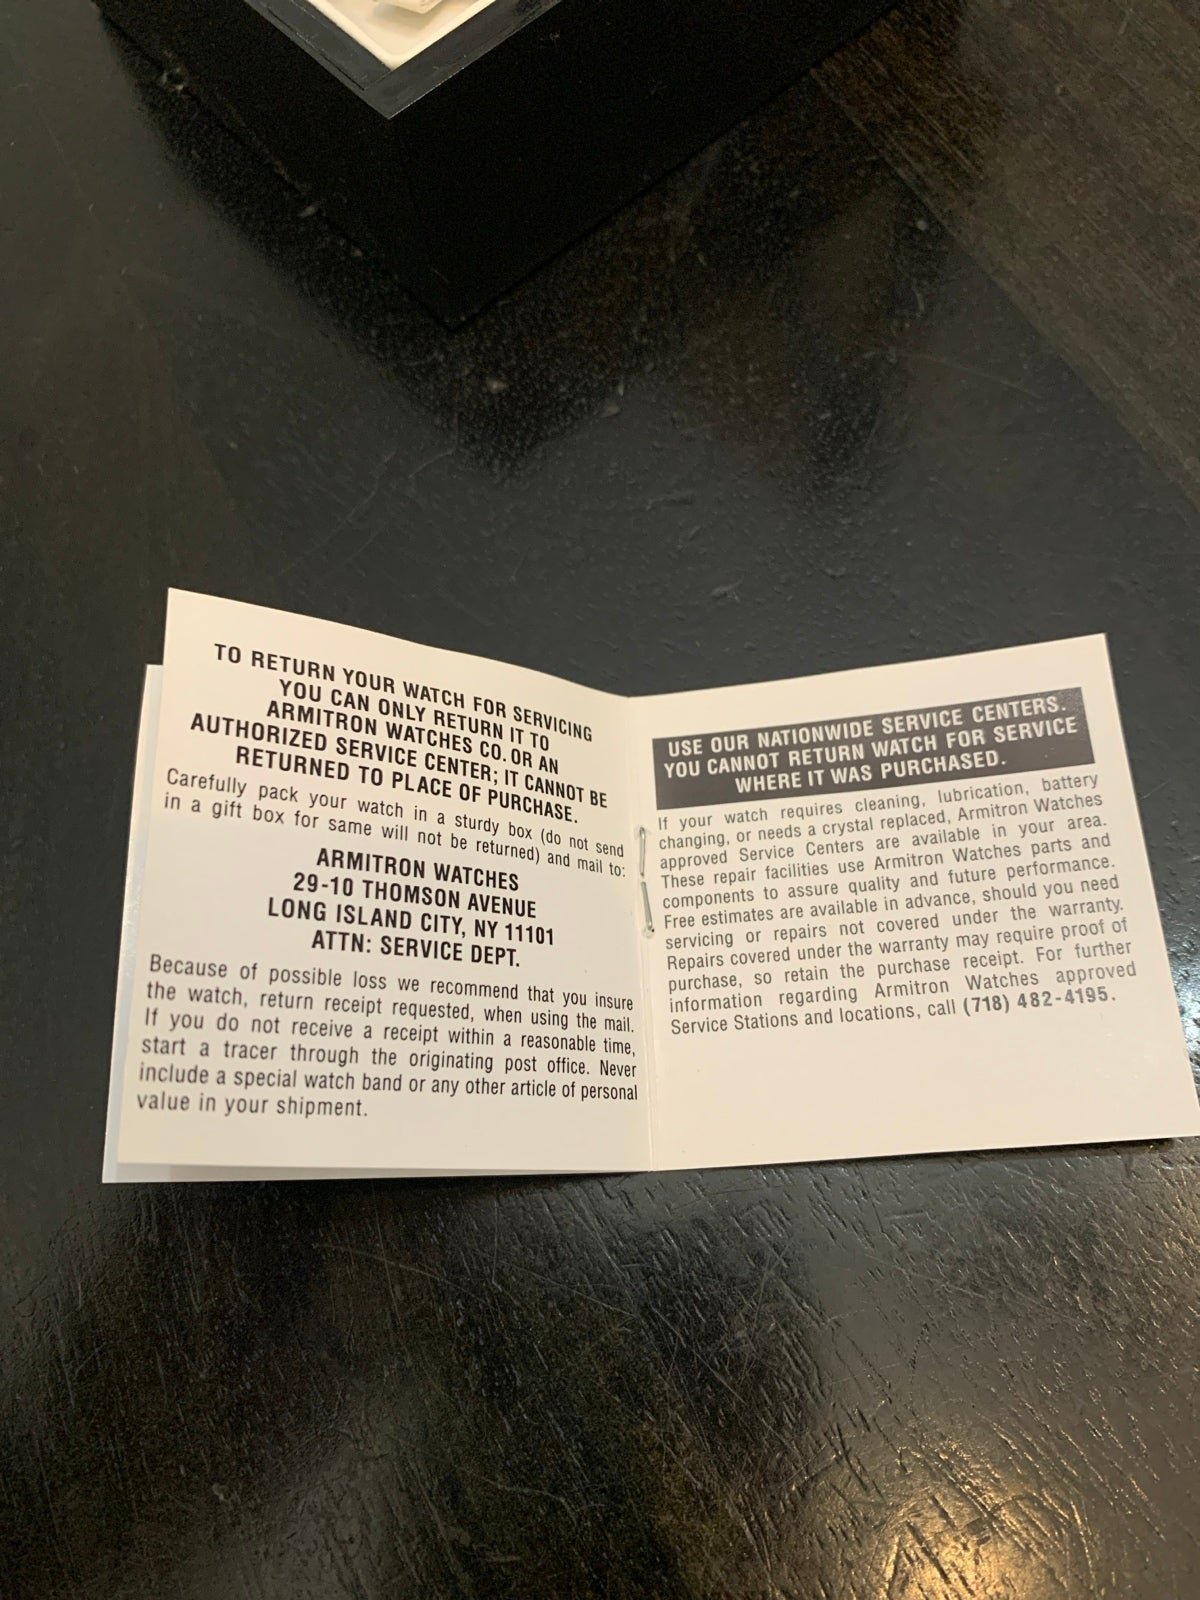 TO RETURN YOUR WATCH FOR SERVICING
YOU CAN ONLY RETURN IT TO
ARMITRON WATCHES CO. OR AN
AUTHORIZED SERVICE CENTER; IT CANNOT BE
RETURNED TO PLACE OF PURCHASE.
Carefully pack your watch in a sturdy box (do not send
in a gift box for same will not be returned) and mail to:
ARMITRON WATCHES
29-10 THOMSON AVENUE
LONG ISLAND CITY, NY 11101
ATTN: SERVICE DEPT.
Because of possible loss we recommend that you insure
the watch, return receipt requested, when using the mail.
If you do not receive a receipt within a reasonable time,
start a tracer through the originating post office. Never
include a special watch band or any other article of personal
value in your shipment.
USE OUR NATIONWIDE SERVICE CENTERS.
YOU CANNOT RETURN WATCH FOR SERVICE
WHERE IT WAS PURCHASED.
If your watch requires cleaning, lubrication, battery
changing, or needs a crystal replaced, Armitron Watches
approved Service Centers are available in your area.
These repair facilities use Armitron Watches parts and
components to assure quality and future performance.
Free estimates are available in advance, should you need
servicing or repairs not covered under the warranty.
Repairs covered under the warranty may require proof of
purchase, so retain the purchase receipt. For further
information regarding Armitron Watches approved
Service Stations and locations, call (718) 482-4195.